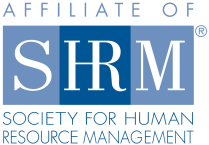 AFFILIATE OF
SHRM®
SOCIETY FOR HUMAN
RESOURCE MANAGEMENT